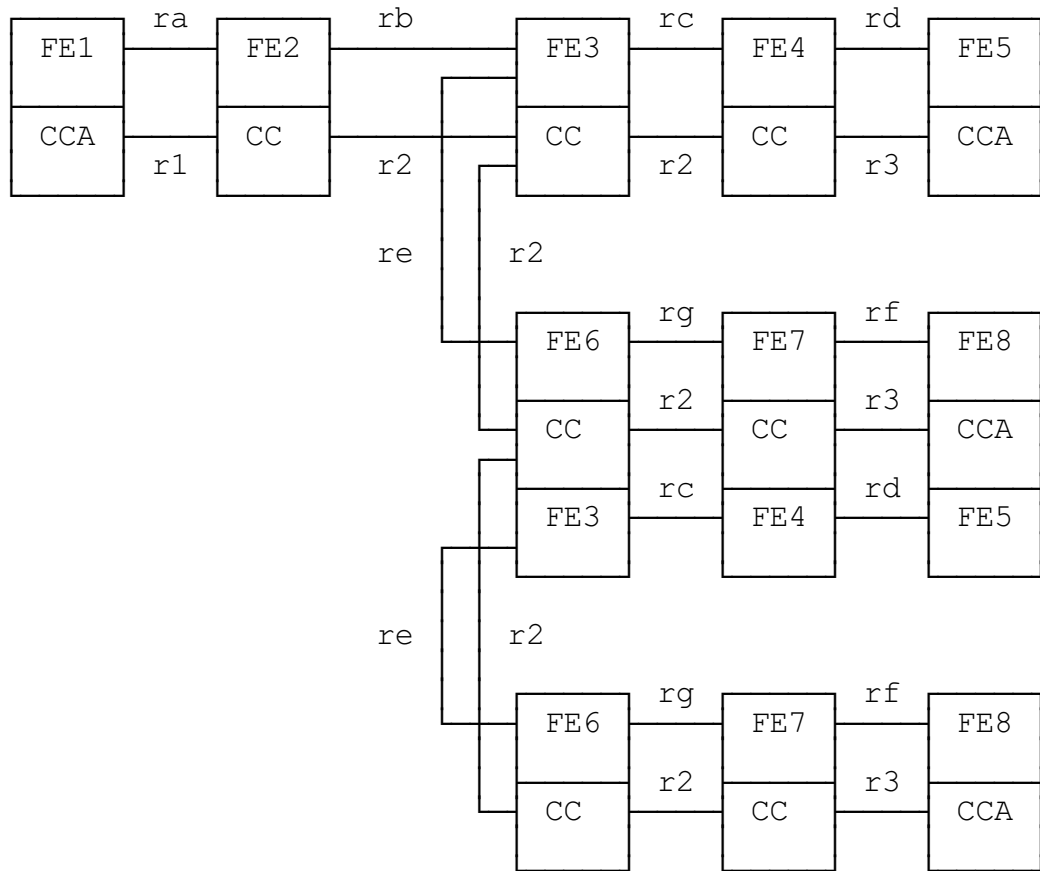 ra rb rc rd
FE1 FE2 FE3 FE4 FE5
CCA CC CC CC CCA
r1 r2 r2 r3
re r2
rg rf
FE6 FE7 FE8
r2 r3
CC CC CCA
rc rd
FE3 FE4 FE5
re r2
rg rf
FE6 FE7 FE8
r2 r3
CC CC CCA